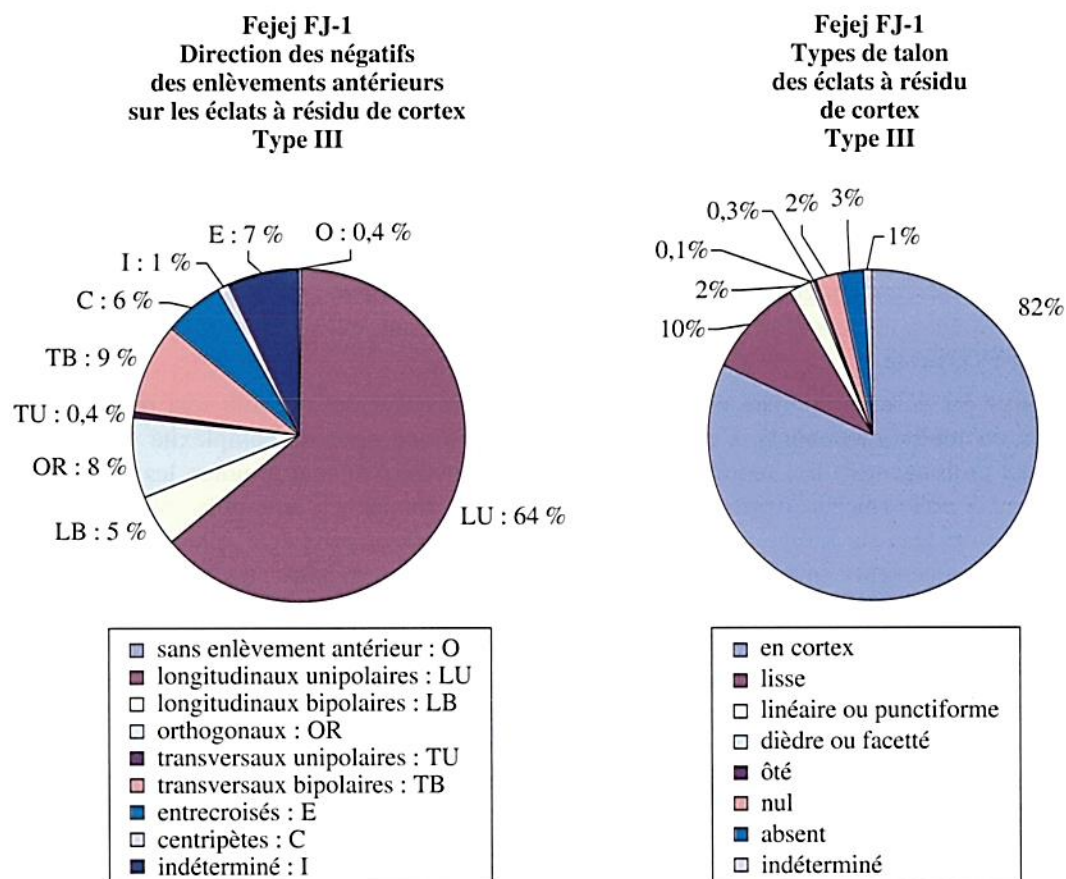 Fejej FJ-1
Direction des négatifs
des enlèvements antérieurs
sur les éclats à résidu de cortex
Type III
E : 7 %
O : 0,4 %
I : 1 %
C : 6 %
TB : 9 %
TU : 0,4 %
OR : 8 %
LB : 5 %
LU : 64 %
sans enlèvement antérieur : O
longitudinaux unipolaires : LU
longitudinaux bipolaires : LB
orthogonaux : OR
transversaux unipolaires : TU
transversaux bipolaires : TB
entrecroisés : E
centripètes : C
indéterminé : I
Fejej FJ-1
Types de talon
des éclats à résidu
de cortex
Type III
0,3%
2%
3%
0,1%
1%
2%
82%
10%
en cortex
lisse
linéaire ou punctiforme
dièdre ou facetté
ôté
nul
absent
indéterminé